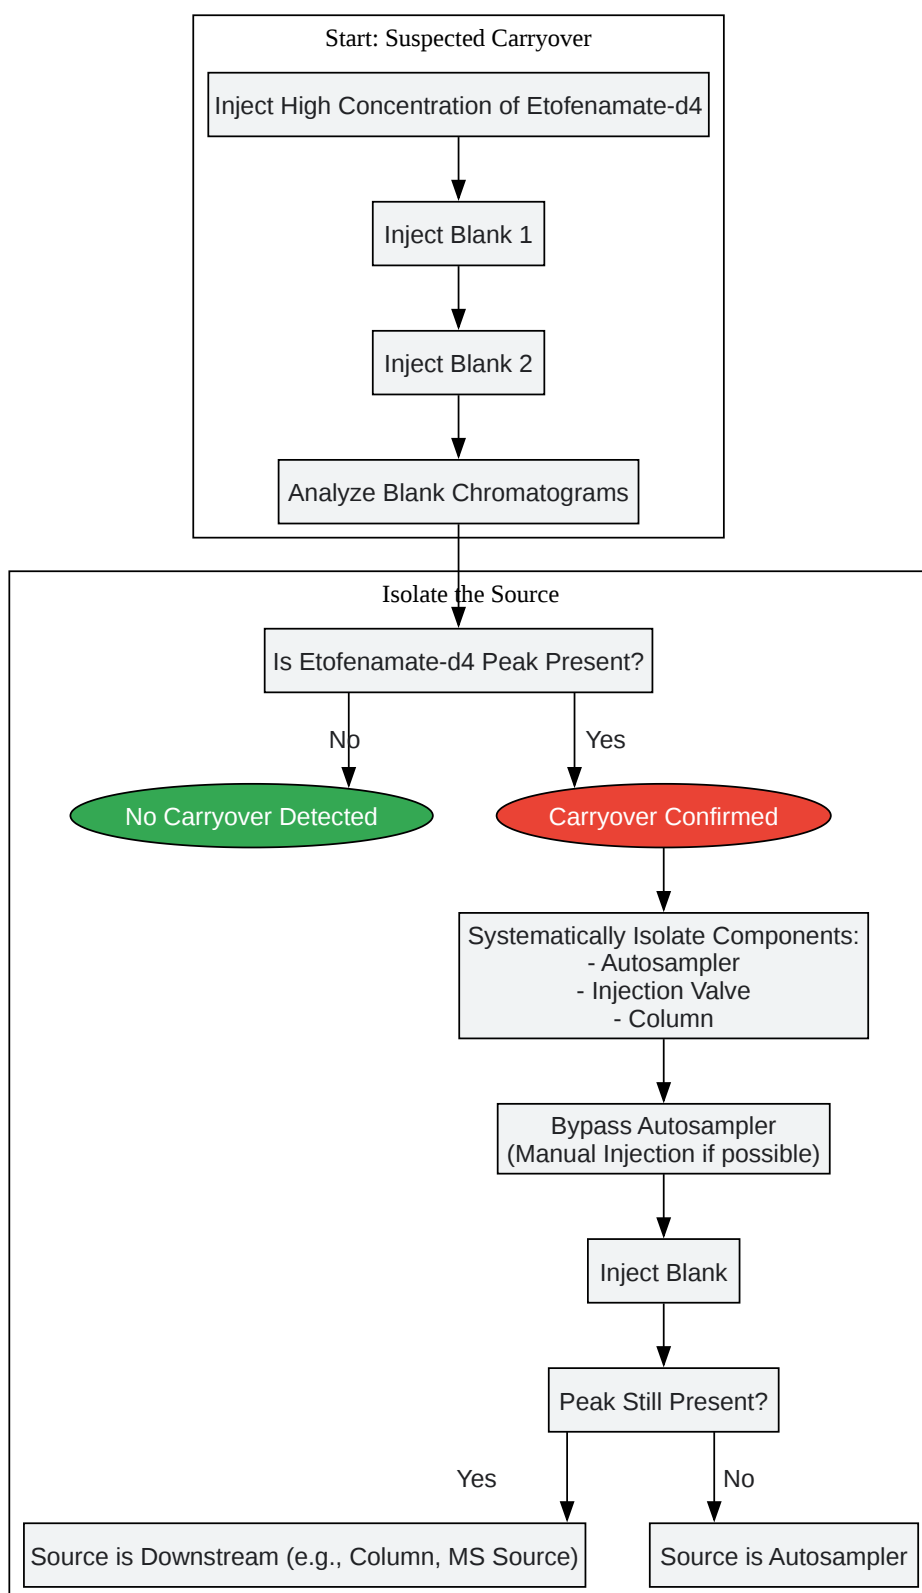 Start: Suspected Carryover
Inject High Concentration of Etofenamate-d4
Inject Blank 1
Inject Blank 2
Analyze Blank Chromatograms
Isolate the Source
Is Etofenamate-d4 Peak Present?
No
Yes
No Carryover Detected
Carryover Confirmed
Systematically Isolate Components:
- Autosampler
- Injection Valve
- Column
Bypass Autosampler
(Manual Injection if possible)
Inject Blank
Peak Still Present?
Yes
No
Source is Downstream (e.g., Column, MS Source)
Source is Autosampler